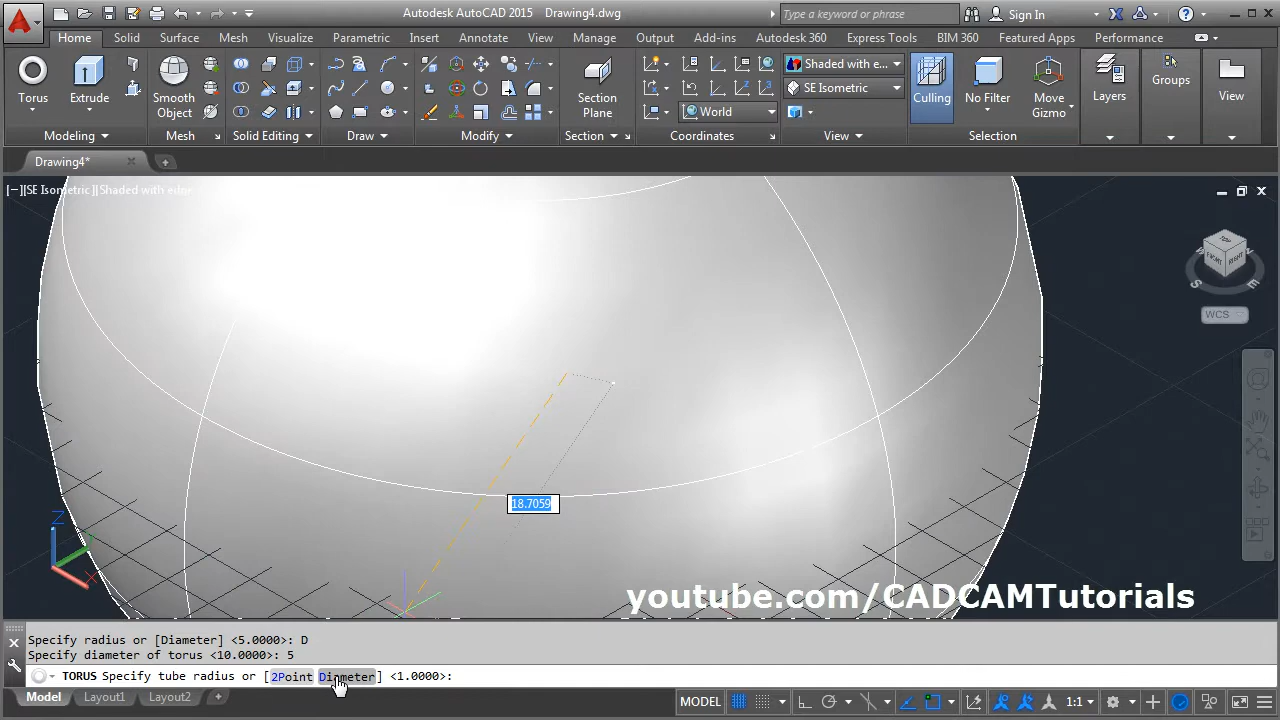 Autodesk AutoCAD 2015 Drawing4.dwg
Type a keyword or phrase
Sign In
Home Solid Surface Mesh Visualize Parametric Insert Annotate View Manage Output Add-ins Autodesk 360 Express Tools BIM 360 Featured Apps Performance
Torus
Extrude
Smooth
Object
Section
Plane
World
Shaded with e...
SE Isometric
Culling
No Filter
Move
Gizmo
Layers
Groups
View
Modeling
Mesh
Solid Editing
Draw
Modify
Section
Coordinates
View
Selection
Drawing4*
[−][SE Isometric][Shaded with edges]
TOP
FRONT
RIGHT
S
E
WCS
18.7059
Z
Y
X
youtube.com/CADCAMTutorials
Specify radius or [Diameter] <5.0000>: D
Specify diameter of torus <10.0000>: 5
TORUS Specify tube radius or [2Point Diameter] <1.0000>:
Model Layout1 Layout2 +
MODEL
1:1